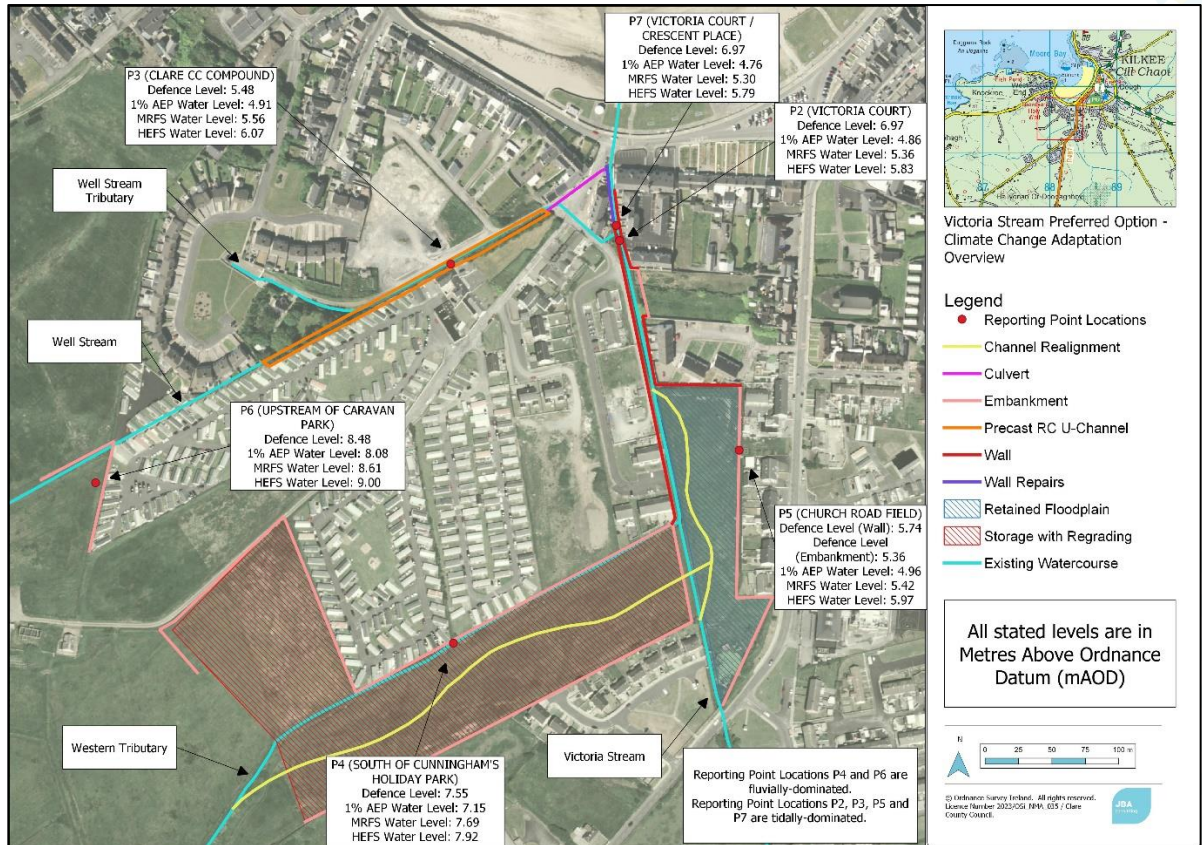 P7 (VICTORIA COURT /
CRESCENT PLACE)
Defence Level: 6.97
1% AEP Water Level: 4.76
MRFS Water Level: 5.30
HEFS Water Level: 5.79
P3 (CLARE CC COMPOUND)
Defence Level: 5.48
1% AEP Water Level: 4.91
MRFS Water Level: 5.56
HEFS Water Level: 6.07
P2 (VICTORIA COURT)
Defence Level: 6.97
1% AEP Water Level: 4.86
MRFS Water Level: 5.36
HEFS Water Level: 5.83
Well Stream
Tributary
Well Stream
P6 (UPSTREAM OF CARAVAN
PARK)
Defence Level: 8.48
1% AEP Water Level: 8.08
MRFS Water Level: 8.61
HEFS Water Level: 9.00
P5 (CHURCH ROAD FIELD)
Defence Level (Wall): 5.74
Defence Level
(Embankment): 5.36
1% AEP Water Level: 4.96
MRFS Water Level: 5.42
HEFS Water Level: 5.97
Western Tributary
P4 (SOUTH OF CUNNINGHAM'S
HOLIDAY PARK)
Defence Level: 7.55
1% AEP Water Level: 7.15
MRFS Water Level: 7.69
HEFS Water Level: 7.92
Victoria Stream
Reporting Point Locations P4 and P6 are
fluvially-dominated.
Reporting Point Locations P2, P3, P5 and
P7 are tidally-dominated.
Moore Bay
KILKEE
Cill Chaoi
West
End
87
88
89
Victoria Stream Preferred Option -
Climate Change Adaptation
Overview
Legend
Reporting Point Locations
Channel Realignment
Culvert
Embankment
Precast RC U-Channel
Wall
Wall Repairs
Retained Floodplain
Storage with Regrading
Existing Watercourse
All stated levels are in
Metres Above Ordnance
Datum (mAOD)
N
0 25 50 75 100 m
© Ordnance Survey Ireland. All rights reserved.
Licence Number 2023/OSi_NMA_035 / Clare
County Council.
JBA
consulting